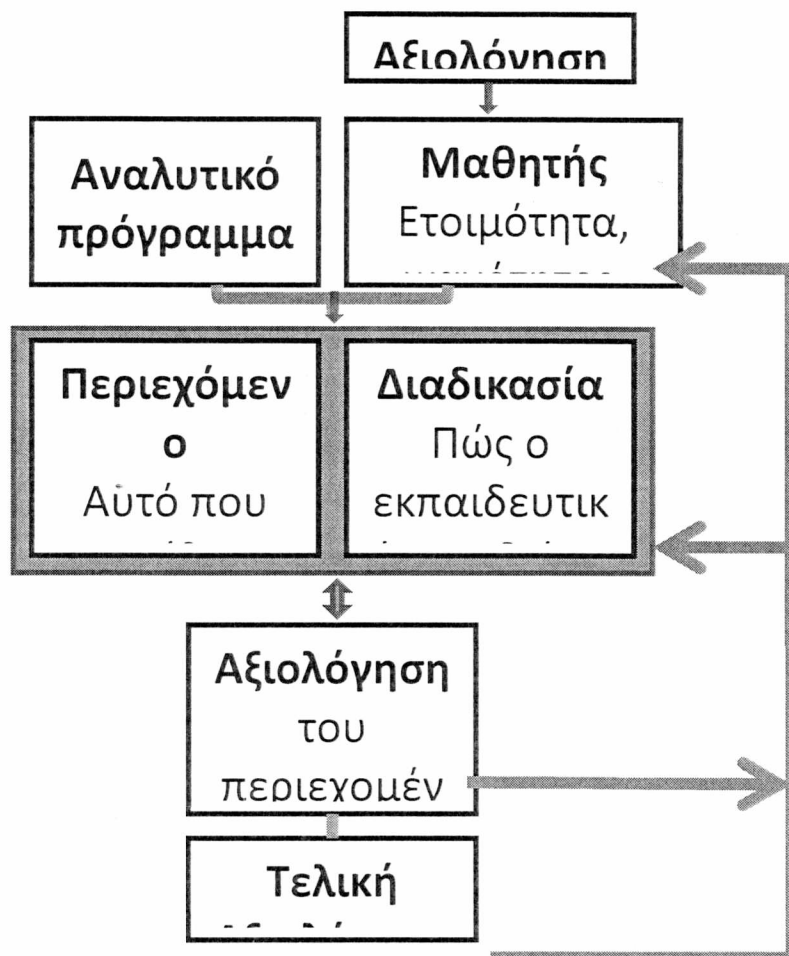 Αξιολόγηση
Αναλυτικό
πρόγραμμα
Μαθητής
Ετοιμότητα,
Περιεχόμεν
ο
Αυτό που
Διαδικασία
Πώς ο
εκπαιδευτικ
Αξιολόγηση
του
περιεχομέν
Τελική